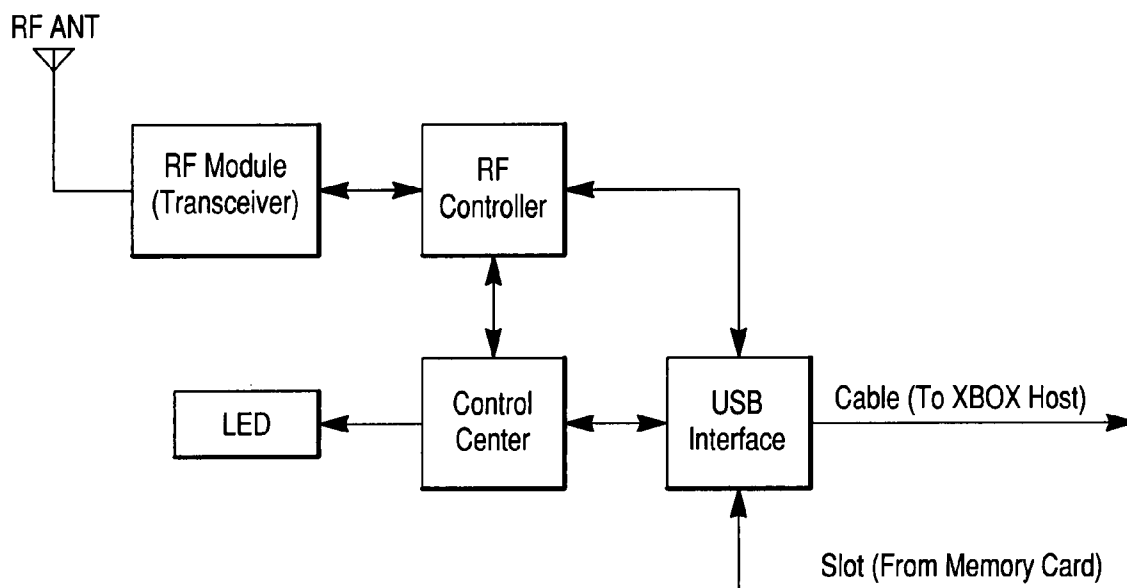 RF ANT
RF Module
(Transceiver)
RF
Controller
LED
Control
Center
USB
Interface
Cable (To XBOX Host)
Slot (From Memory Card)